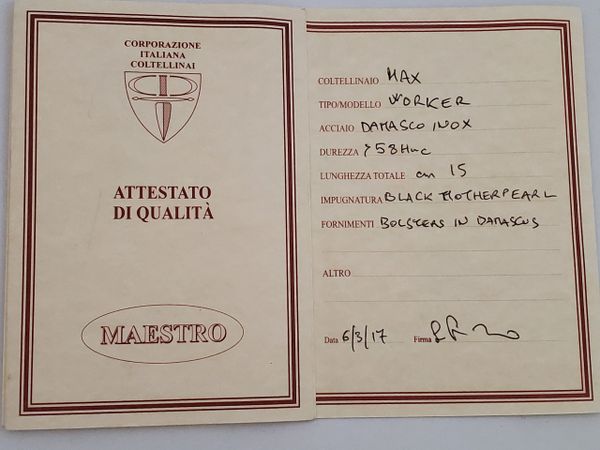 CORPORAZIONE
ITALIANA
COLTELLINAI
ATTESTATO
DI QUALITÀ
MAESTRO
COLTELLINAIO MAX
TIPO/MODELLO WORKER
ACCIAIO DAMASCO INOX
DUREZZA >58HRC
LUNGHEZZA TOTALE cm 15
IMPUGNATURA BLACK MOTHERPEARL
FORNIMENTI BOLSTERS IN DAMASCUS
ALTRO
Data 6/3/17 Firma